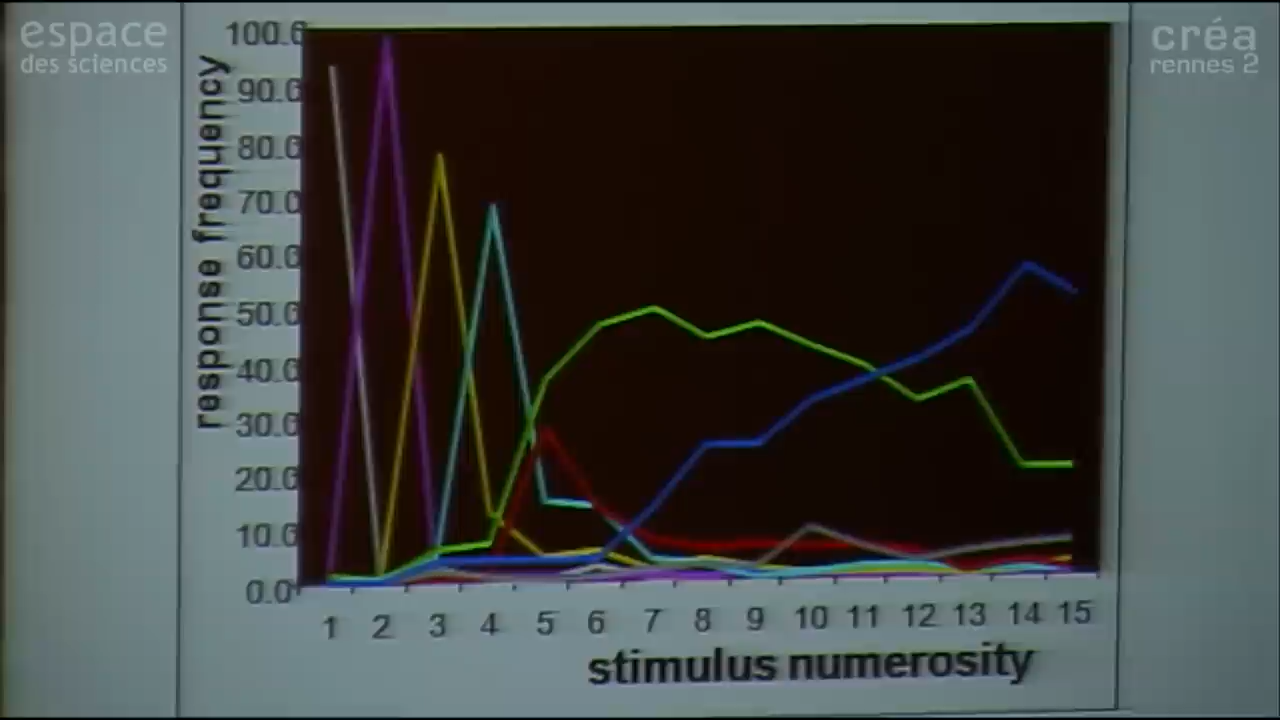 espace
des sciences
créa
rennes 2
response frequency
100.0
90.0
80.0
70.0
60.0
50.0
40.0
30.0
20.0
10.0
0.0
1 2 3 4 5 6 7 8 9 10 11 12 13 14 15
stimulus numerosity